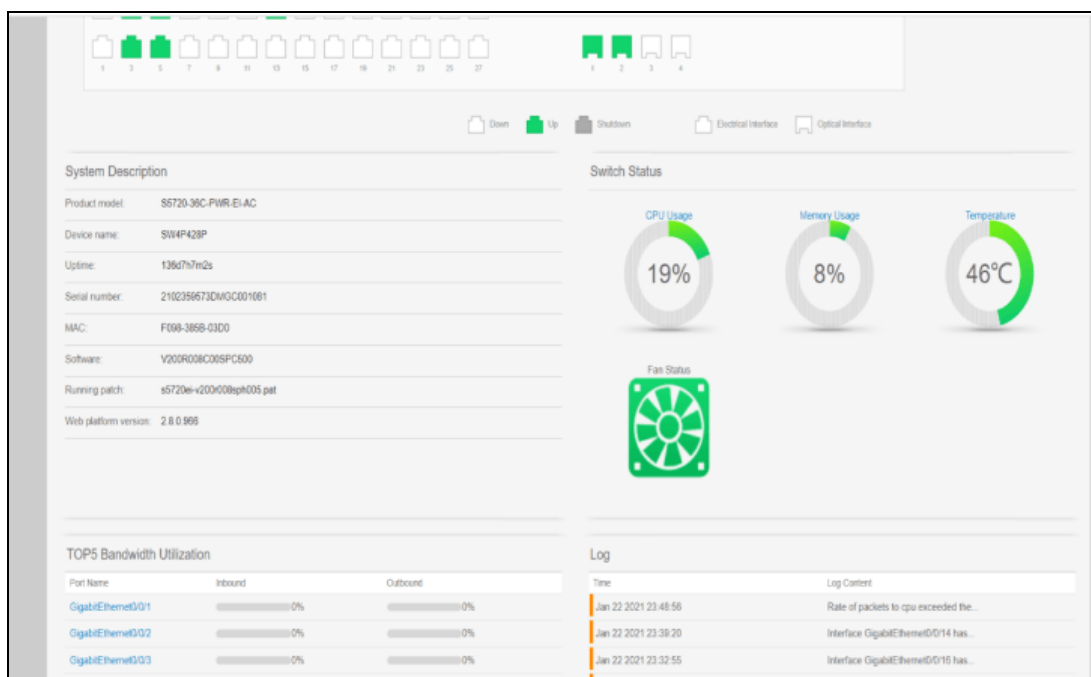 1 3 5 7 9 11 13 15 17 19 21 23 25 27 1 2 3 4
Down Up Shutdown Electrical Interface Optical Interface
System Description
Product model: S5720-36C-PWR-EI-AC
Device name: SW4P428P
Uptime: 136d7h7m2s
Serial number: 2102359573DMGC001081
MAC: F098-385B-03D0
Software: V200R008C00SPC500
Running patch: s5720ei-v200r008sph005.pat
Web platform version: 2.8.0.966
Switch Status
CPU Usage Memory Usage Temperature
19% 8% 46°C
Fan Status
TOP5 Bandwidth Utilization
Port Name Inbound Outbound
GigabitEthernet0/0/1 0% 0%
GigabitEthernet0/0/2 0% 0%
GigabitEthernet0/0/3 0% 0%
Log
Time Log Content
Jan 22 2021 23:48:56 Rate of packets to cpu exceeded the...
Jan 22 2021 23:39:20 Interface GigabitEthernet0/0/14 has...
Jan 22 2021 23:32:55 Interface GigabitEthernet0/0/16 has...